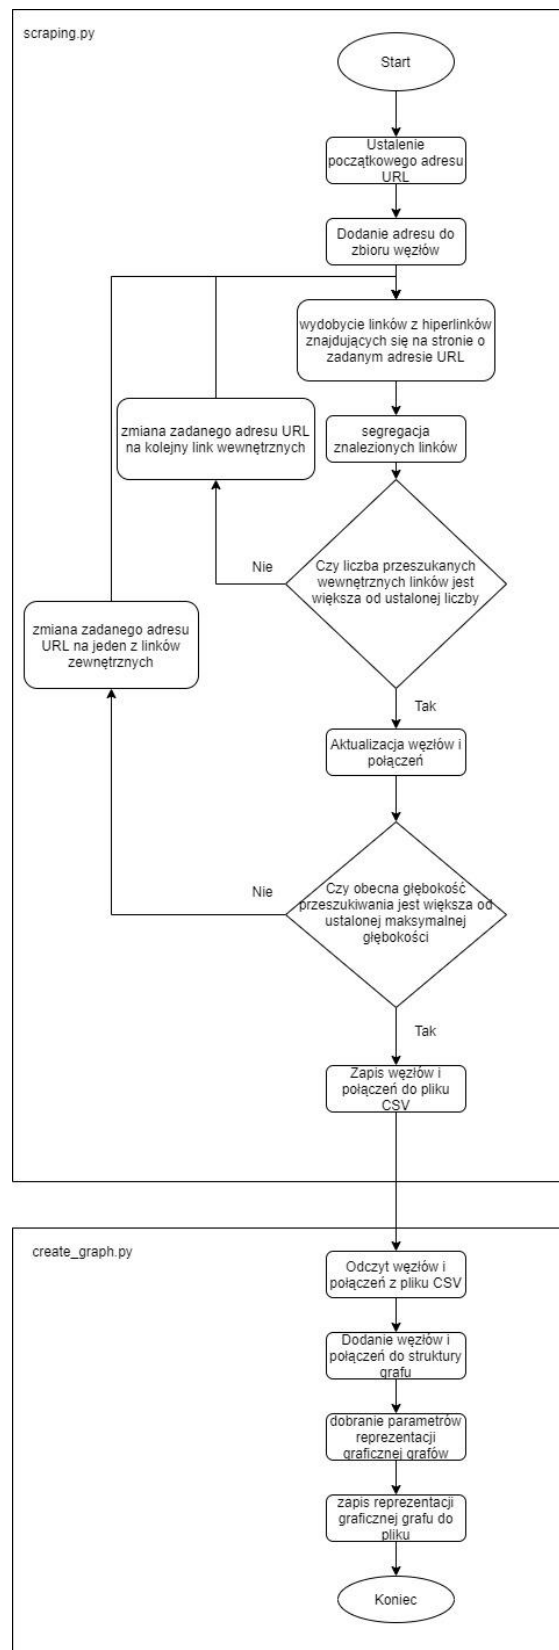 scraping.py
Start
Ustalenie
początkowego adresu
URL
Dodanie adresu do
zbioru węzłów
wydobycie linków z hiperlinków
znajdujących się na stronie o
zadanym adresie URL
zmiana zadanego adresu URL
na kolejny link wewnętrznych
segregacja
znalezionych linków
Nie
Czy liczba przeszukanych
wewnętrznych linków jest
większa od ustalonej liczby
zmiana zadanego adresu
URL na jeden z linków
zewnętrznych
Tak
Aktualizacja węzłów i
połączeń
Nie
Czy obecna głębokość
przeszukiwania jest większa od
ustalonej maksymalnej
głębokości
Tak
Zapis węzłów i
połączeń do pliku
CSV
create_graph.py
Odczyt węzłów i
połączeń z pliku CSV
Dodanie węzłów i
połączeń do struktury
grafu
dobranie parametrów
reprezentacji
graficznej grafów
zapis reprezentacji
graficznej grafu do
pliku
Koniec